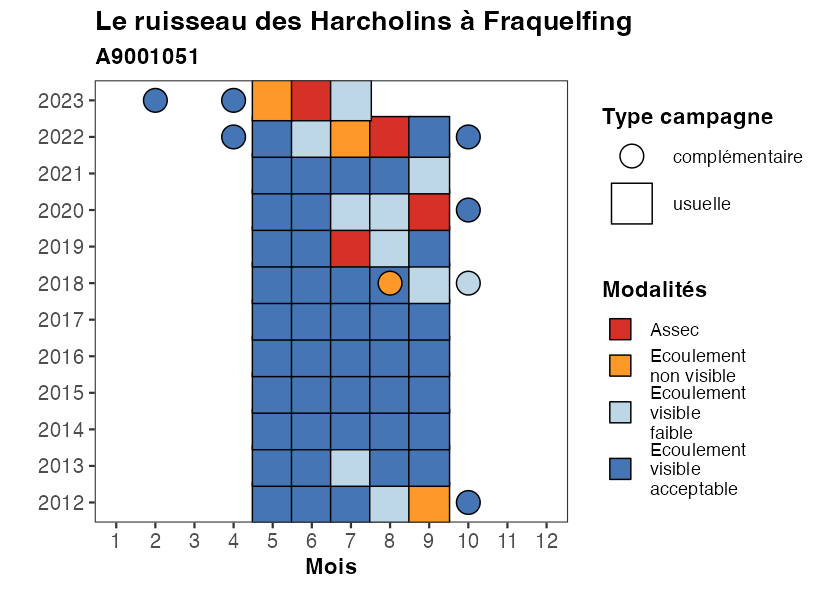 Le ruisseau des Harcholins à Fraquelfing
A9001051
2023
2022
2021
2020
2019
2018
2017
2016
2015
2014
2013
2012
1 2 3 4 5 6 7 8 9 10 11 12
Mois
Type campagne
complémentaire
usuelle
Modalités
Assec
Ecoulement
non visible
Ecoulement
visible
faible
Ecoulement
visible
acceptable